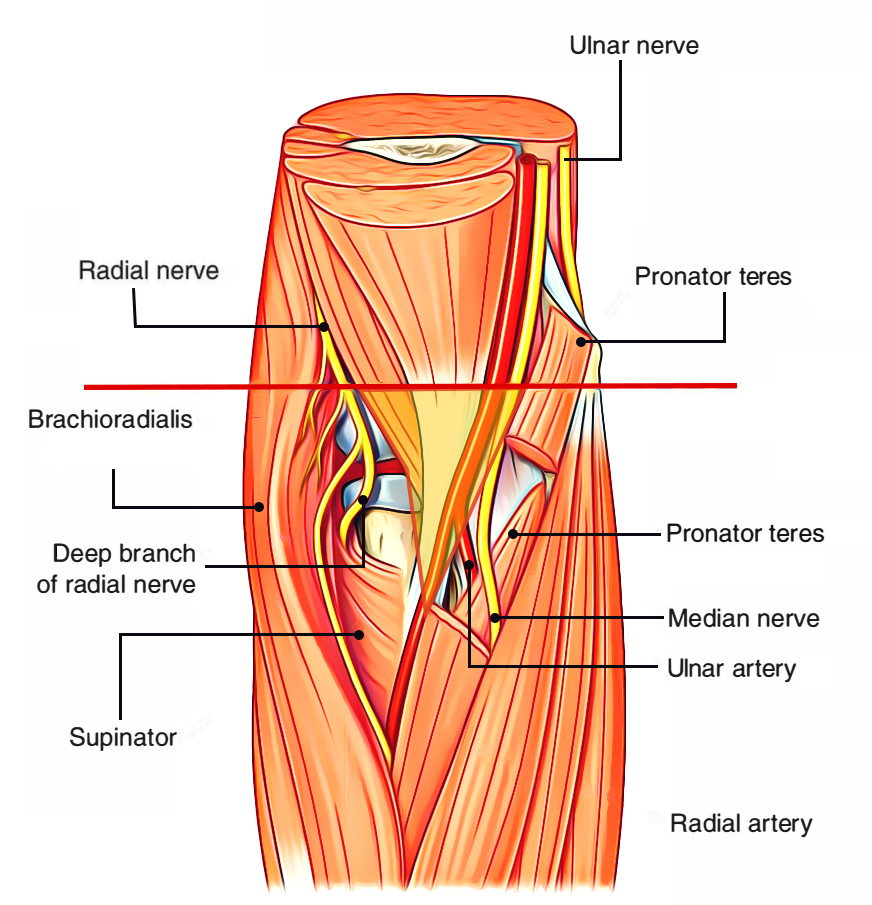 Ulnar nerve
Radial nerve
Pronator teres
Brachioradialis
Pronator teres
Deep branch
of radial nerve
Median nerve
Ulnar artery
Supinator
Radial artery